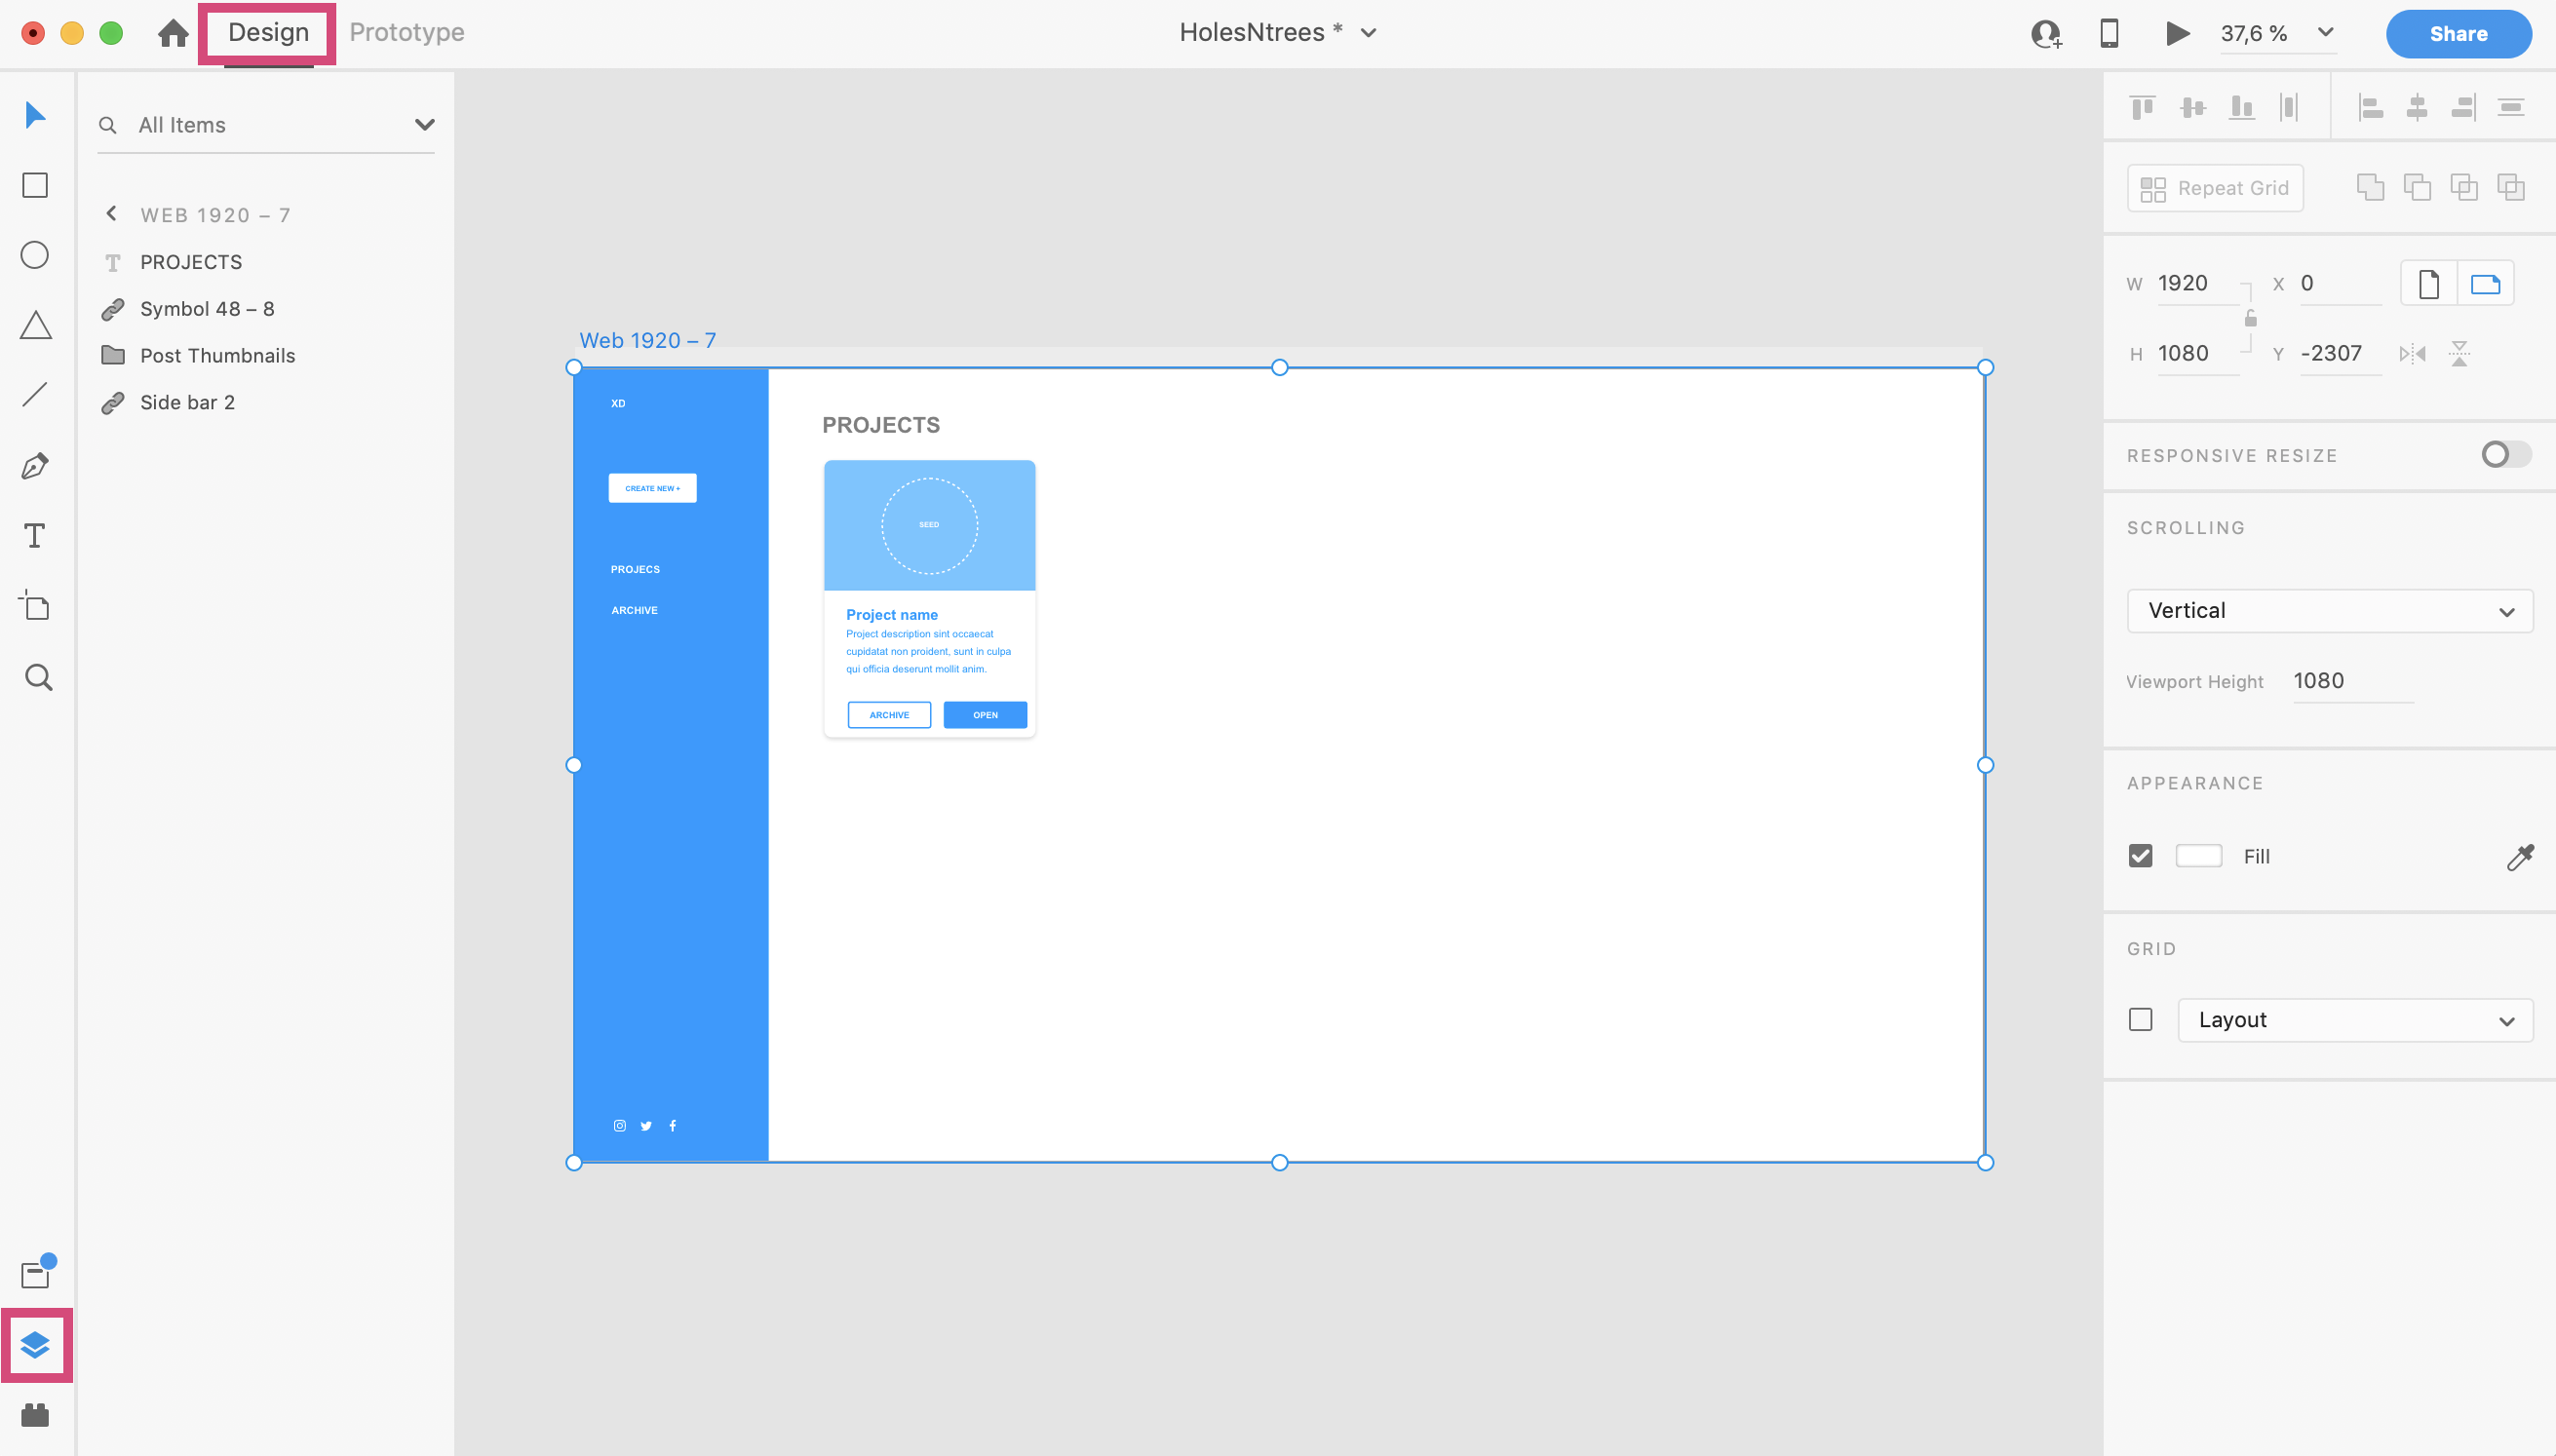 Design
Prototype
HolesNtrees *
37,6 %
Share
All Items
WEB 1920 – 7
PROJECTS
Symbol 48 – 8
Post Thumbnails
Side bar 2
Web 1920 – 7
XD
CREATE NEW +
PROJECS
ARCHIVE
PROJECTS
SEED
Project name
Project description sint occaecat
cupidatat non proident, sunt in culpa
qui officia deserunt mollit anim.
ARCHIVE
OPEN
Repeat Grid
W 1920
X 0
H 1080
Y -2307
RESPONSIVE RESIZE
SCROLLING
Vertical
Viewport Height 1080
APPEARANCE
Fill
GRID
Layout